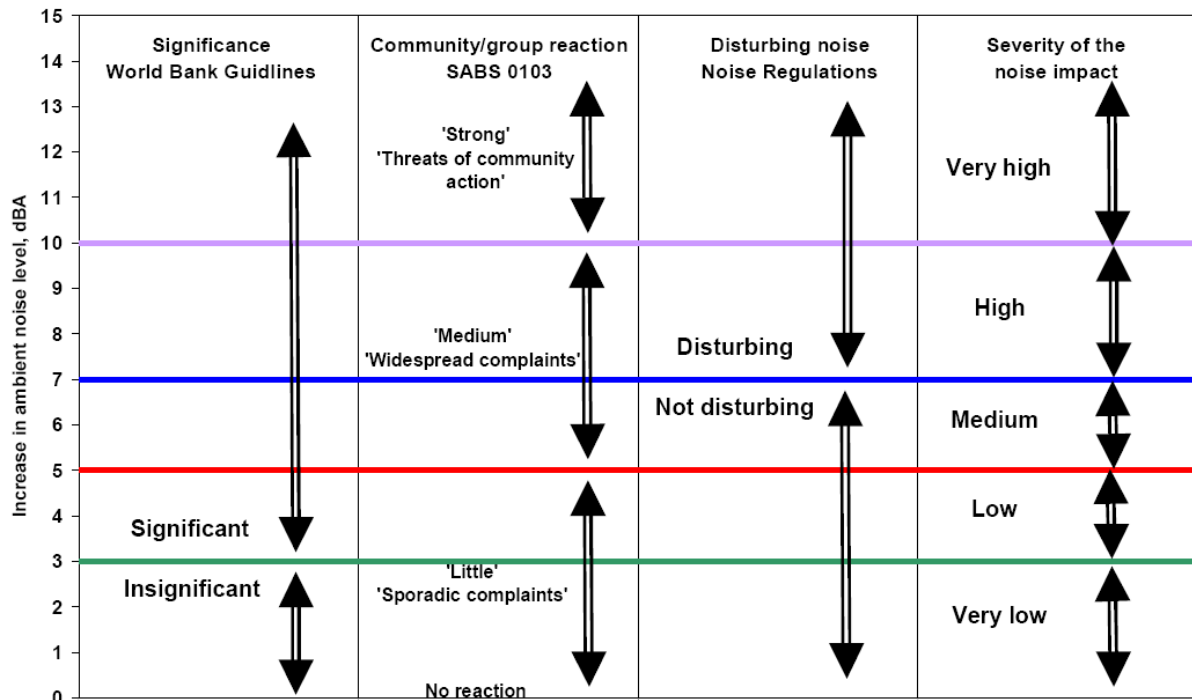 15
14
13
12
11
10
9
8
7
6
5
4
3
2
1
0
Increase in ambient noise level, dBA
Significance
World Bank Guidlines
Significant
Insignificant
Community/group reaction
SABS 0103
'Strong'
'Threats of community
action'
'Medium'
'Widespread complaints'
'Little'
'Sporadic complaints'
No reaction
Disturbing noise
Noise Regulations
Disturbing
Not disturbing
Severity of the
noise impact
Very high
High
Medium
Low
Very low